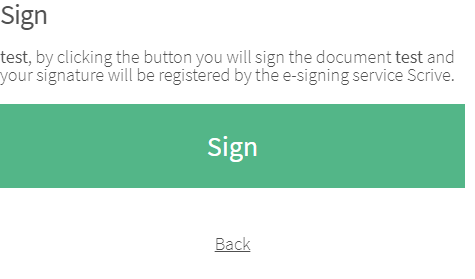 Sign
test, by clicking the button you will sign the document test and
your signature will be registered by the e-signing service Scrive.
Sign
Back